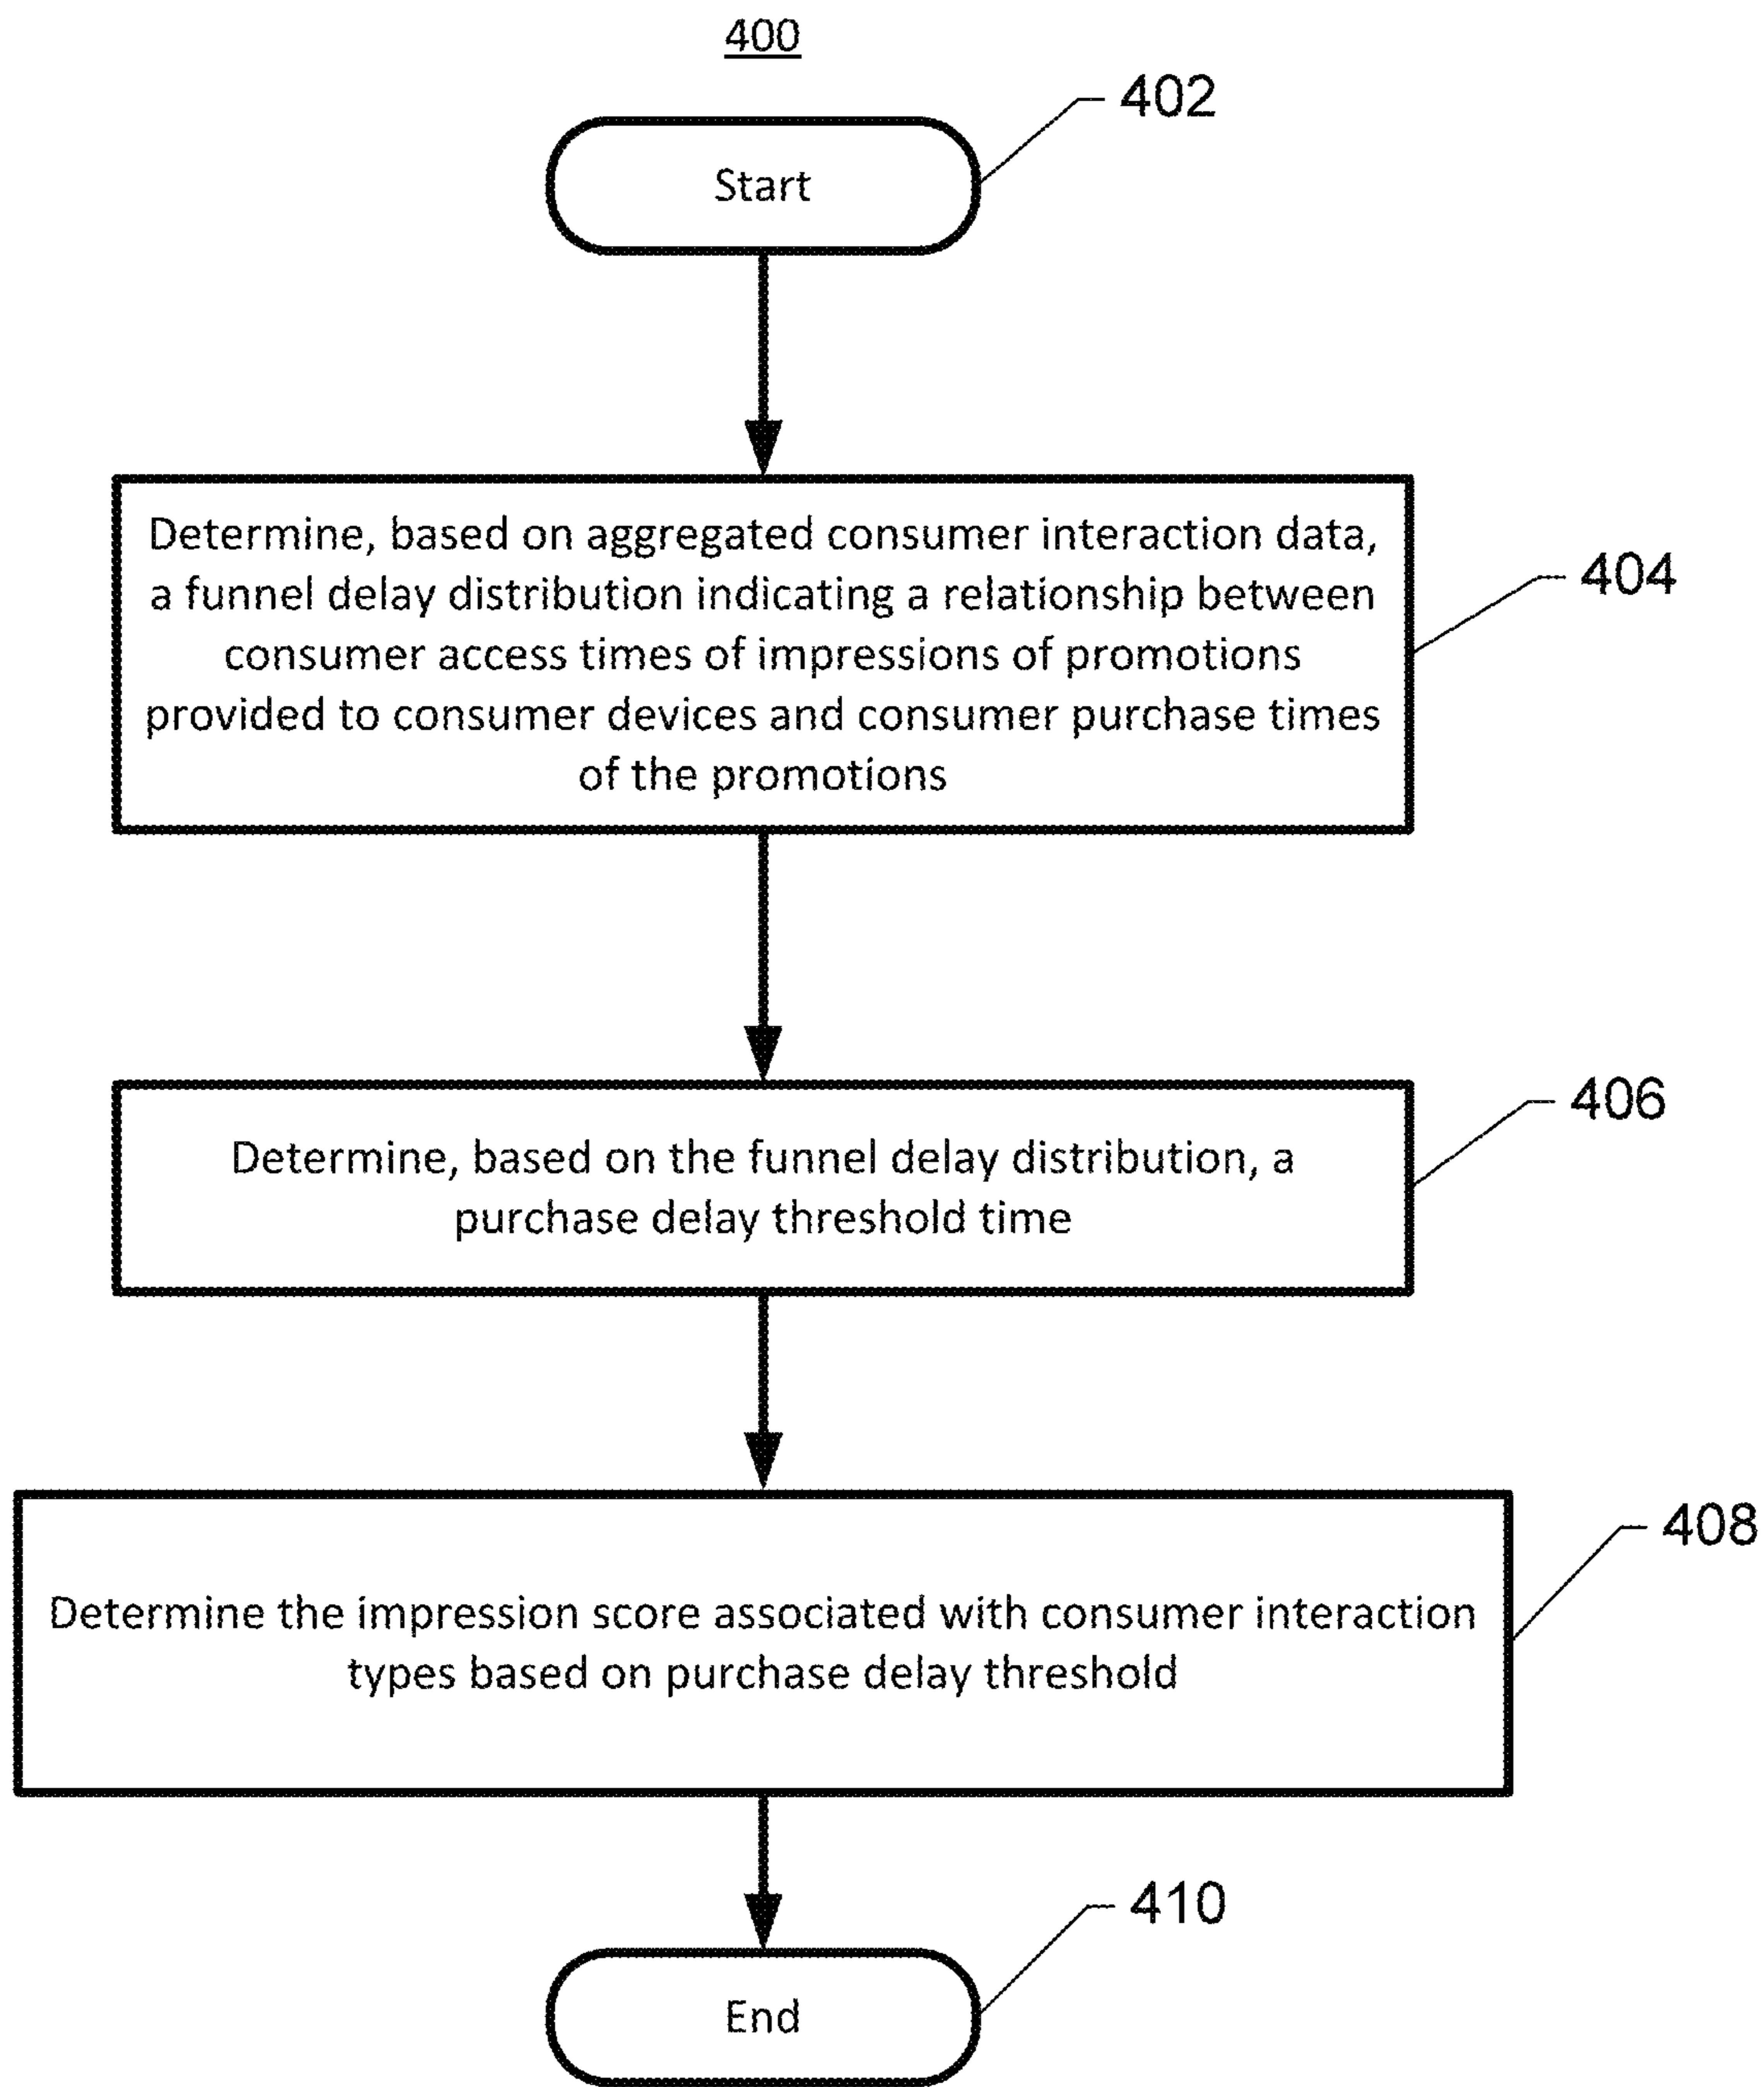 400
402
Start
Determine, based on aggregated consumer interaction data,
a funnel delay distribution indicating a relationship between
consumer access times of impressions of promotions
provided to consumer devices and consumer purchase times
of the promotions
404
406
Determine, based on the funnel delay distribution, a
purchase delay threshold time
408
Determine the impression score associated with consumer interaction
types based on purchase delay threshold
410
End